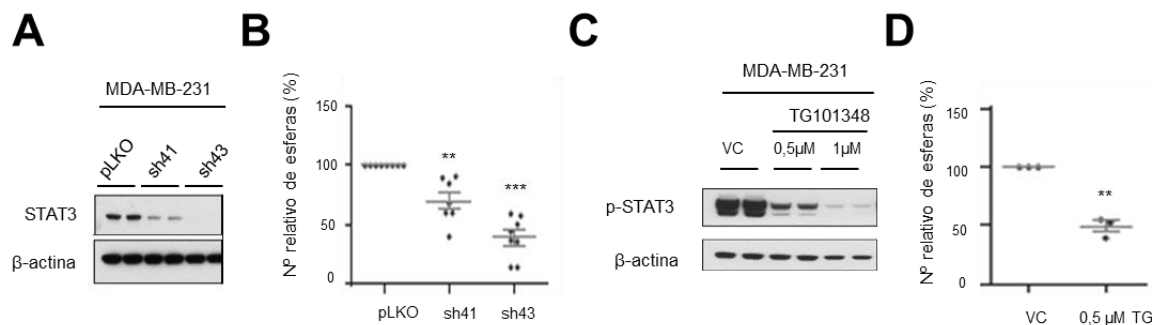 A
MDA-MB-231
pLKO sh41 sh43
STAT3
β-actina
B
Nº relativo de esferas (%)
150
100
50
0
**
***
pLKO sh41 sh43
C
MDA-MB-231
TG101348
VC 0,5µM 1µM
p-STAT3
β-actina
D
Nº relativo de esferas (%)
150
100
50
0
**
VC 0,5 µM TG